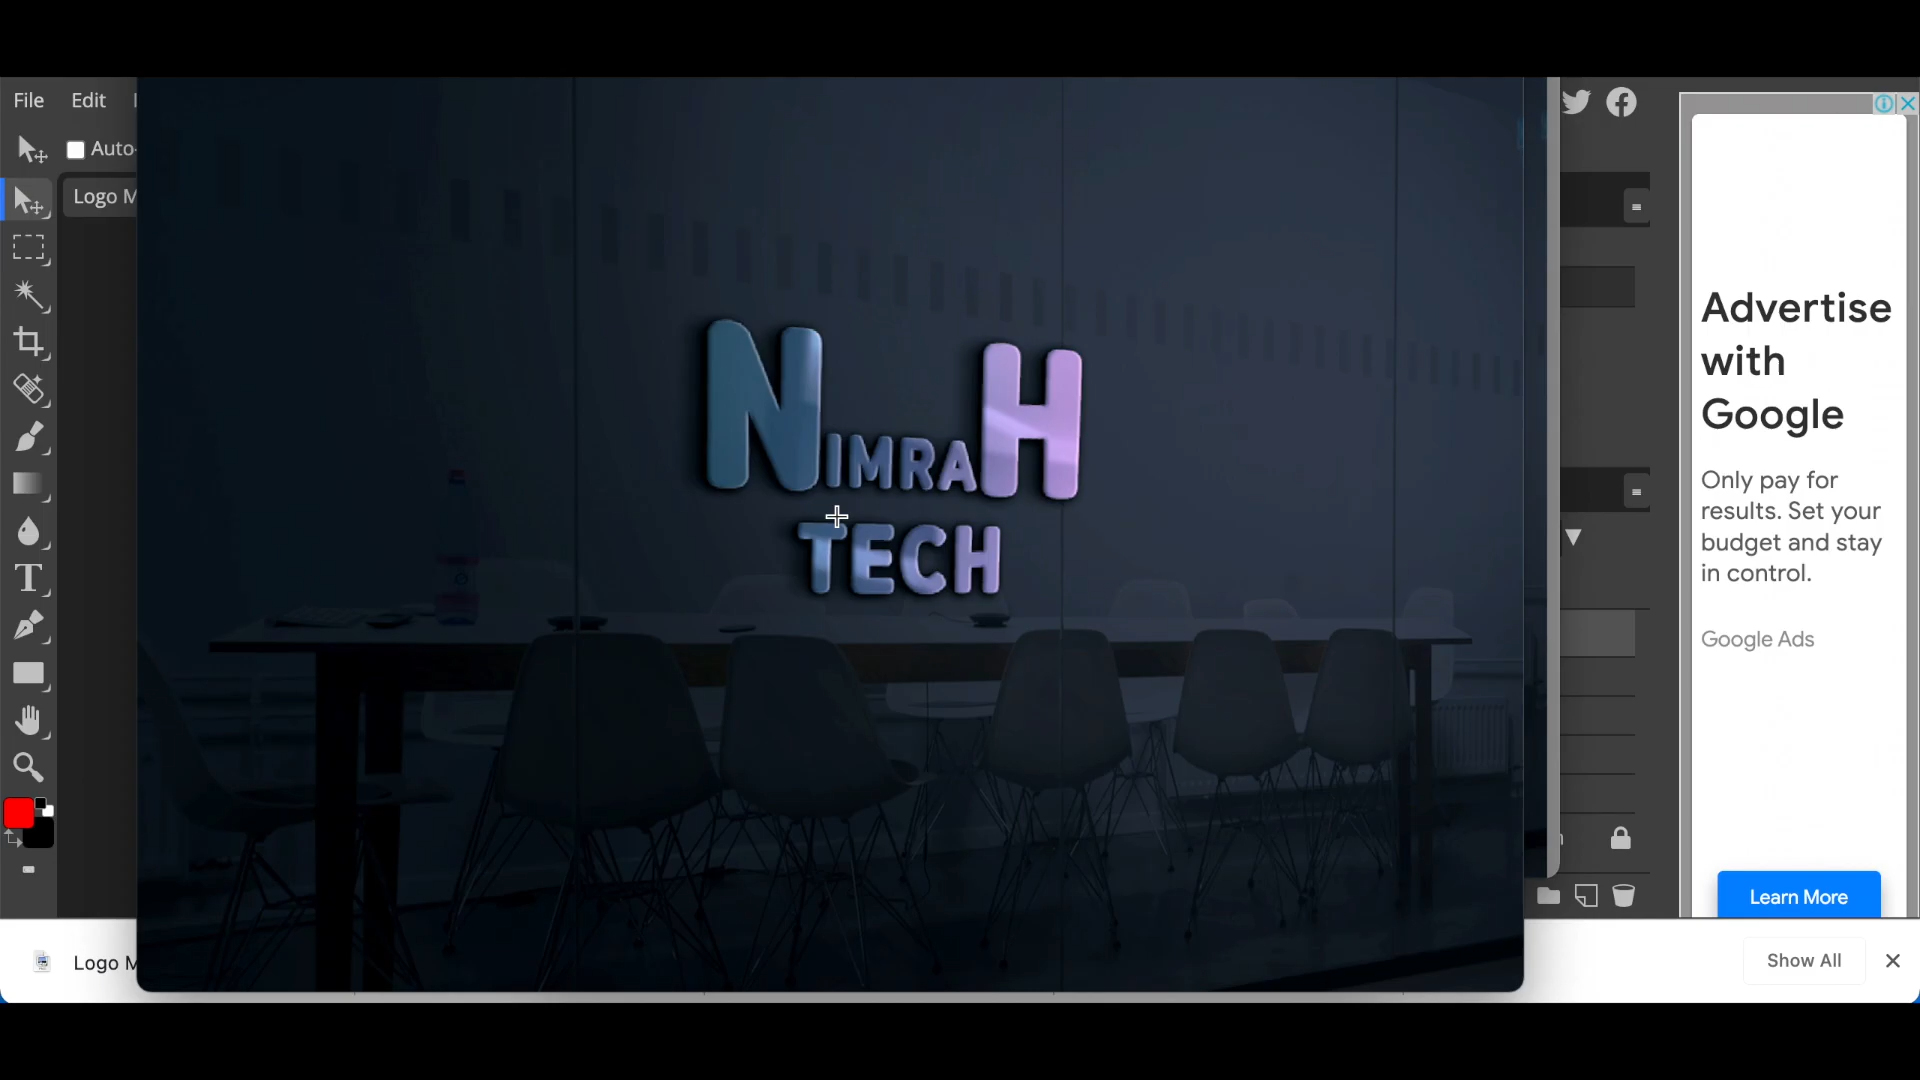 File Edit
Auto-
Logo M
NIMRAH
TECH
Advertise
with
Google
Only pay for
results. Set your
budget and stay
in control.
Google Ads
Learn More
Logo M
Show All